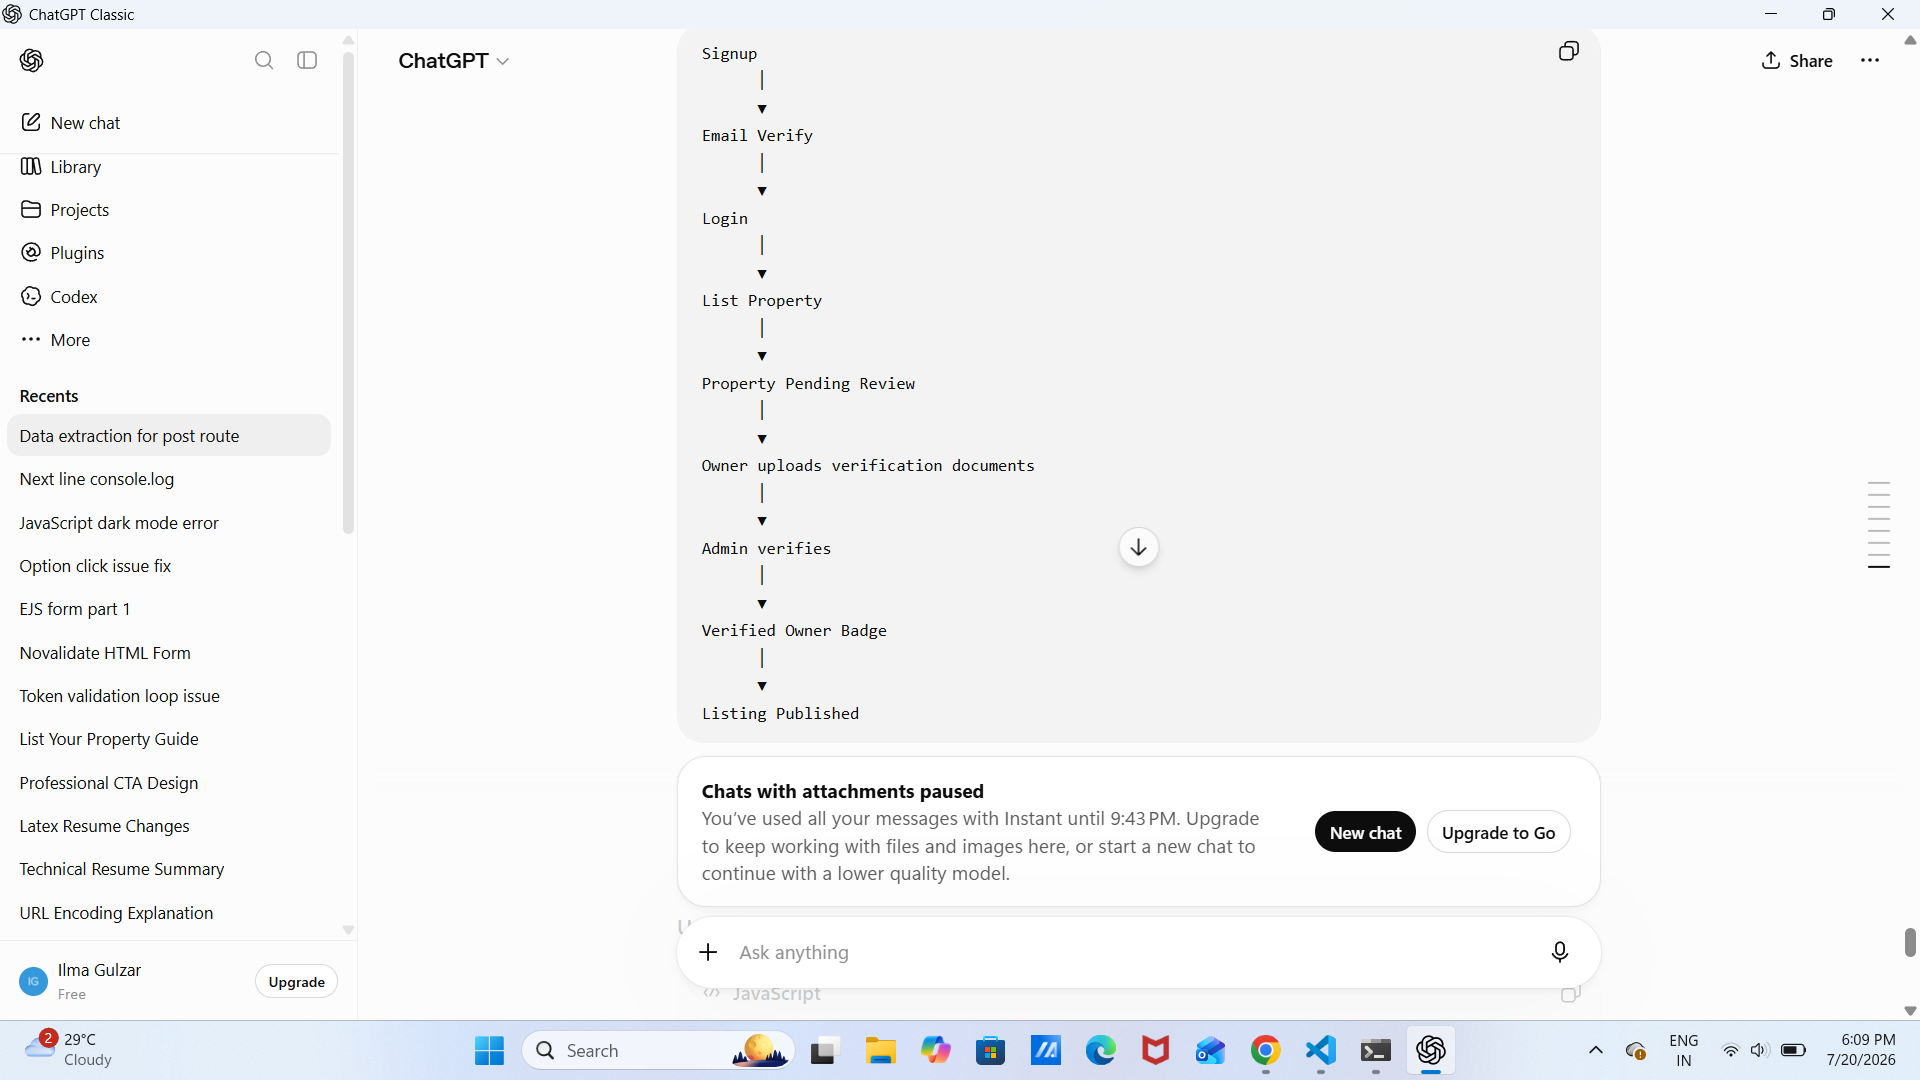 ChatGPT Classic
New chat
Library
Projects
Plugins
Codex
More
Recents
Data extraction for post route
Next line console.log
JavaScript dark mode error
Option click issue fix
EJS form part 1
Novalidate HTML Form
Token validation loop issue
List Your Property Guide
Professional CTA Design
Latex Resume Changes
Technical Resume Summary
URL Encoding Explanation
IG
Ilma Gulzar
Free
Upgrade
ChatGPT
Share
Signup
Email Verify
Login
List Property
Property Pending Review
Owner uploads verification documents
Admin verifies
Verified Owner Badge
Listing Published
Chats with attachments paused
You've used all your messages with Instant until 9:43 PM. Upgrade
to keep working with files and images here, or start a new chat to
continue with a lower quality model.
New chat
Upgrade to Go
Ask anything
JavaScript
2
29°C
Cloudy
Search
ENG
IN
6:09 PM
7/20/2026